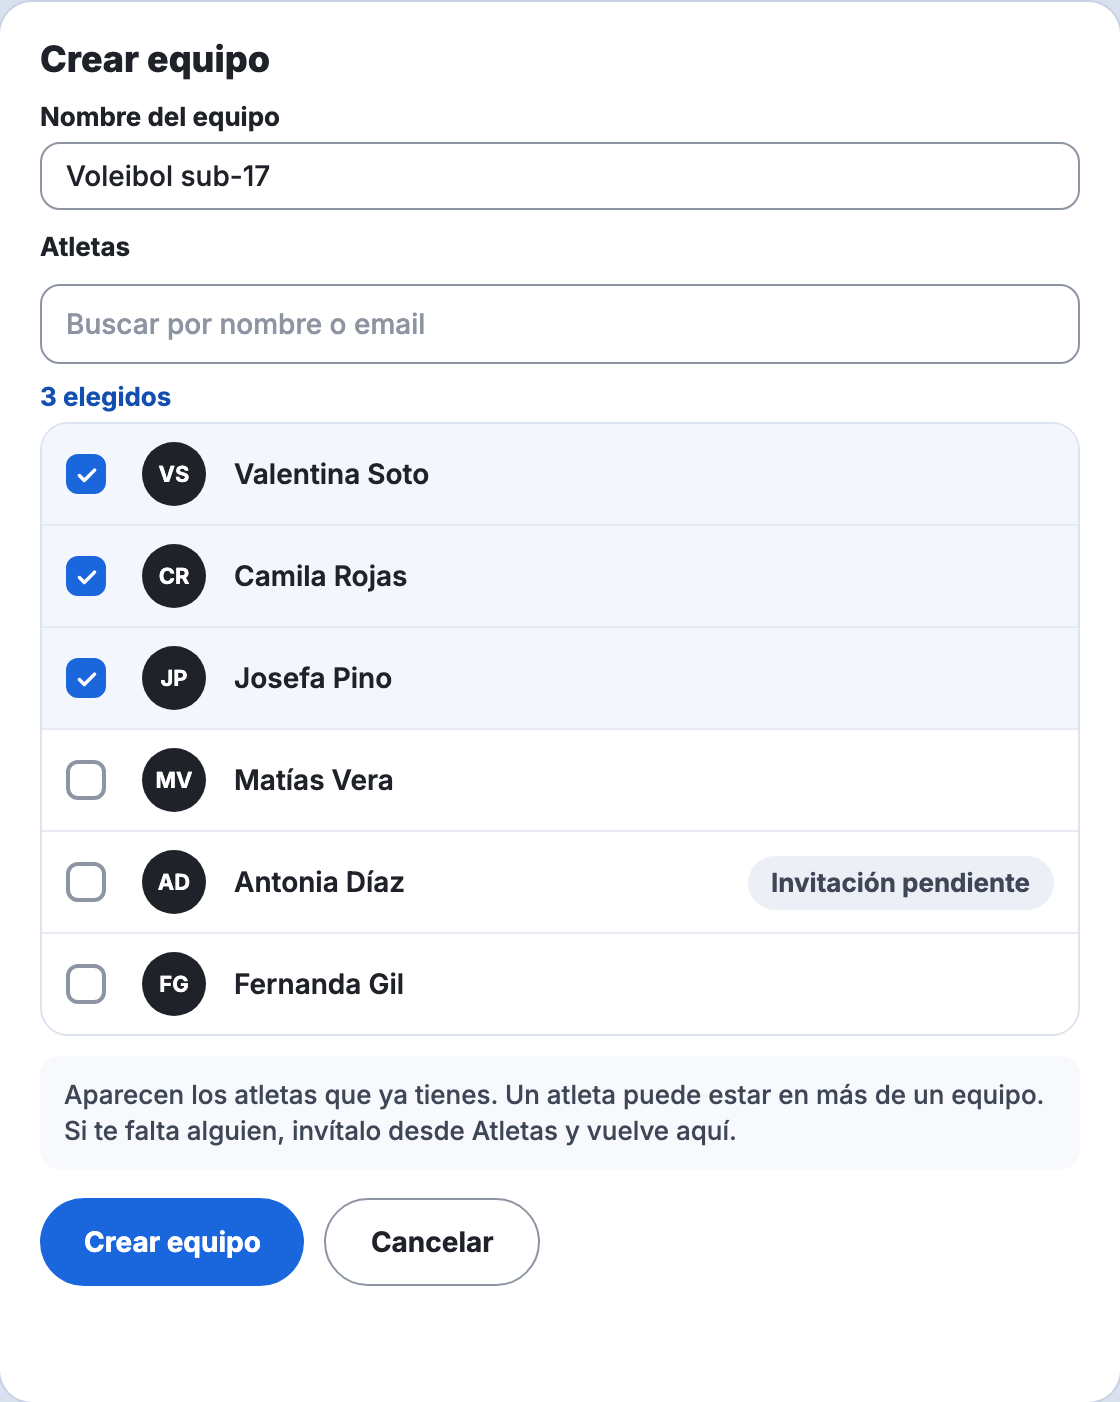 Crear equipo
Nombre del equipo
Voleibol sub-17
Atletas
Buscar por nombre o email
3 elegidos
VS Valentina Soto
CR Camila Rojas
JP Josefa Pino
MV Matías Vera
AD Antonia Díaz Invitación pendiente
FG Fernanda Gil
Aparecen los atletas que ya tienes. Un atleta puede estar en más de un equipo.
Si te falta alguien, invítalo desde Atletas y vuelve aquí.
Crear equipo Cancelar